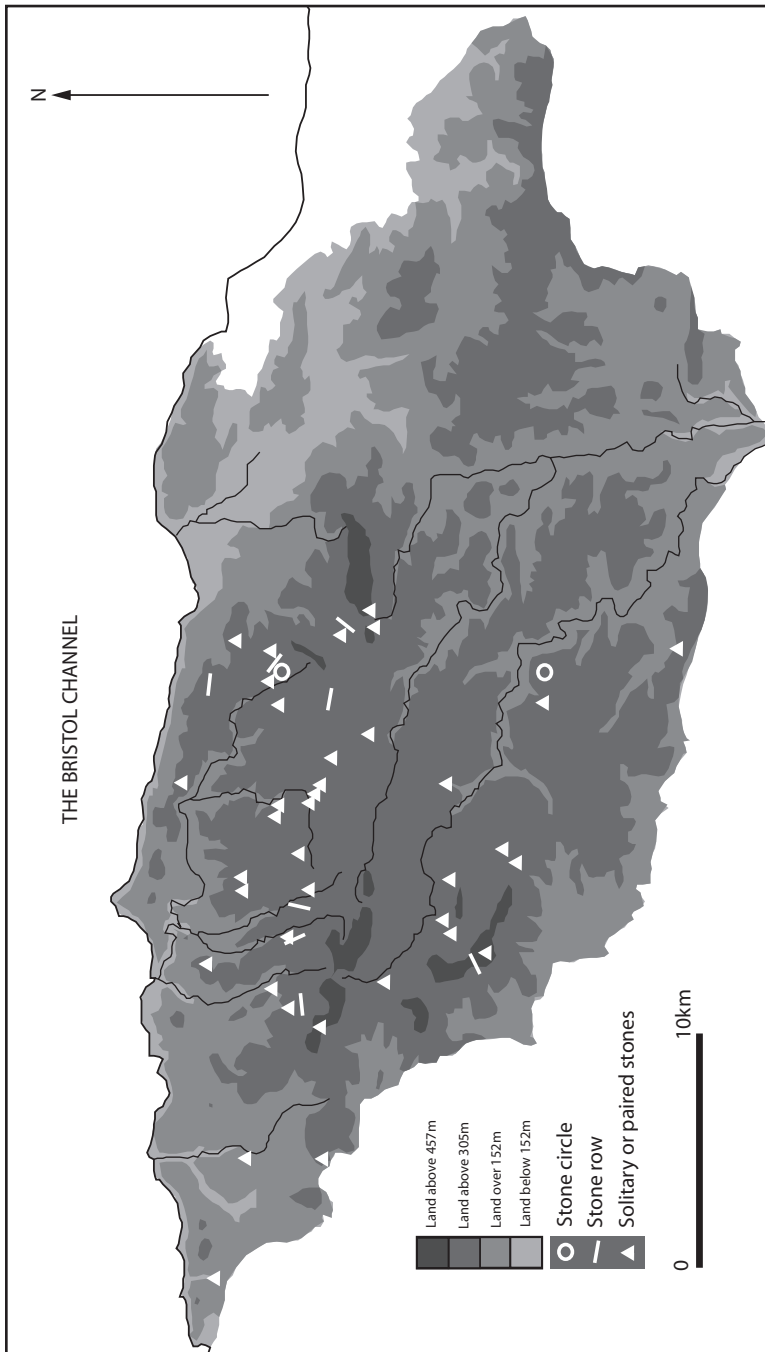 N
THE BRISTOL CHANNEL
Land above 457m
Land above 305m
Land over 152m
Land below 152m
Stone circle
Stone row
Solitary or paired stones
0
10km